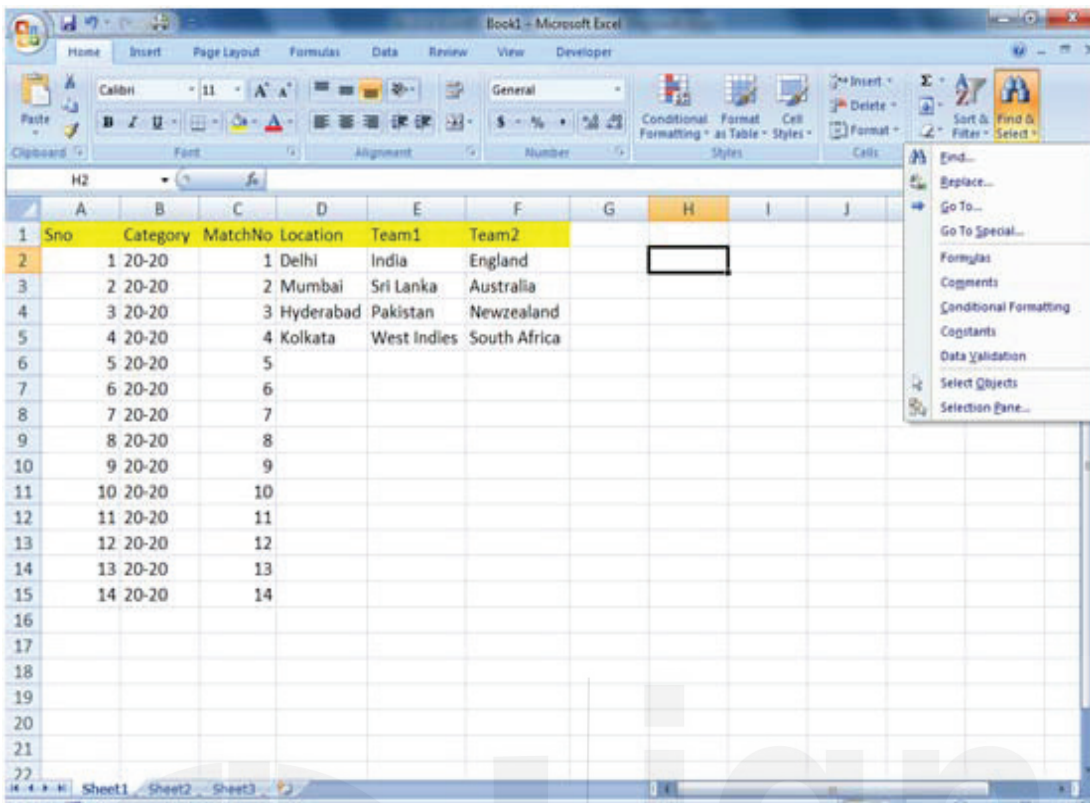 Book1 - Microsoft Excel
Home Insert Page Layout Formulas Data Review View Developer
Paste Calibri 11 A A General Conditional Formatting Format as Table Cell Styles Insert Delete Format Σ Sort & Filter Find & Select
B I U A $ % ,
Clipboard Font Alignment Number Styles Cells
H2 fx
Find...
Replace...
Go To...
Go To Special...
Formulas
Comments
Conditional Formatting
Constants
Data Validation
Select Objects
Selection Pane...
A B C D E F G H I J
1 Sno Category MatchNo Location Team1 Team2
2 1 20-20 1 Delhi India England
3 2 20-20 2 Mumbai Sri Lanka Australia
4 3 20-20 3 Hyderabad Pakistan Newzealand
5 4 20-20 4 Kolkata West Indies South Africa
6 5 20-20 5
7 6 20-20 6
8 7 20-20 7
9 8 20-20 8
10 9 20-20 9
11 10 20-20 10
12 11 20-20 11
13 12 20-20 12
14 13 20-20 13
15 14 20-20 14
16
17
18
19
20
21
22
Sheet1 Sheet2 Sheet3